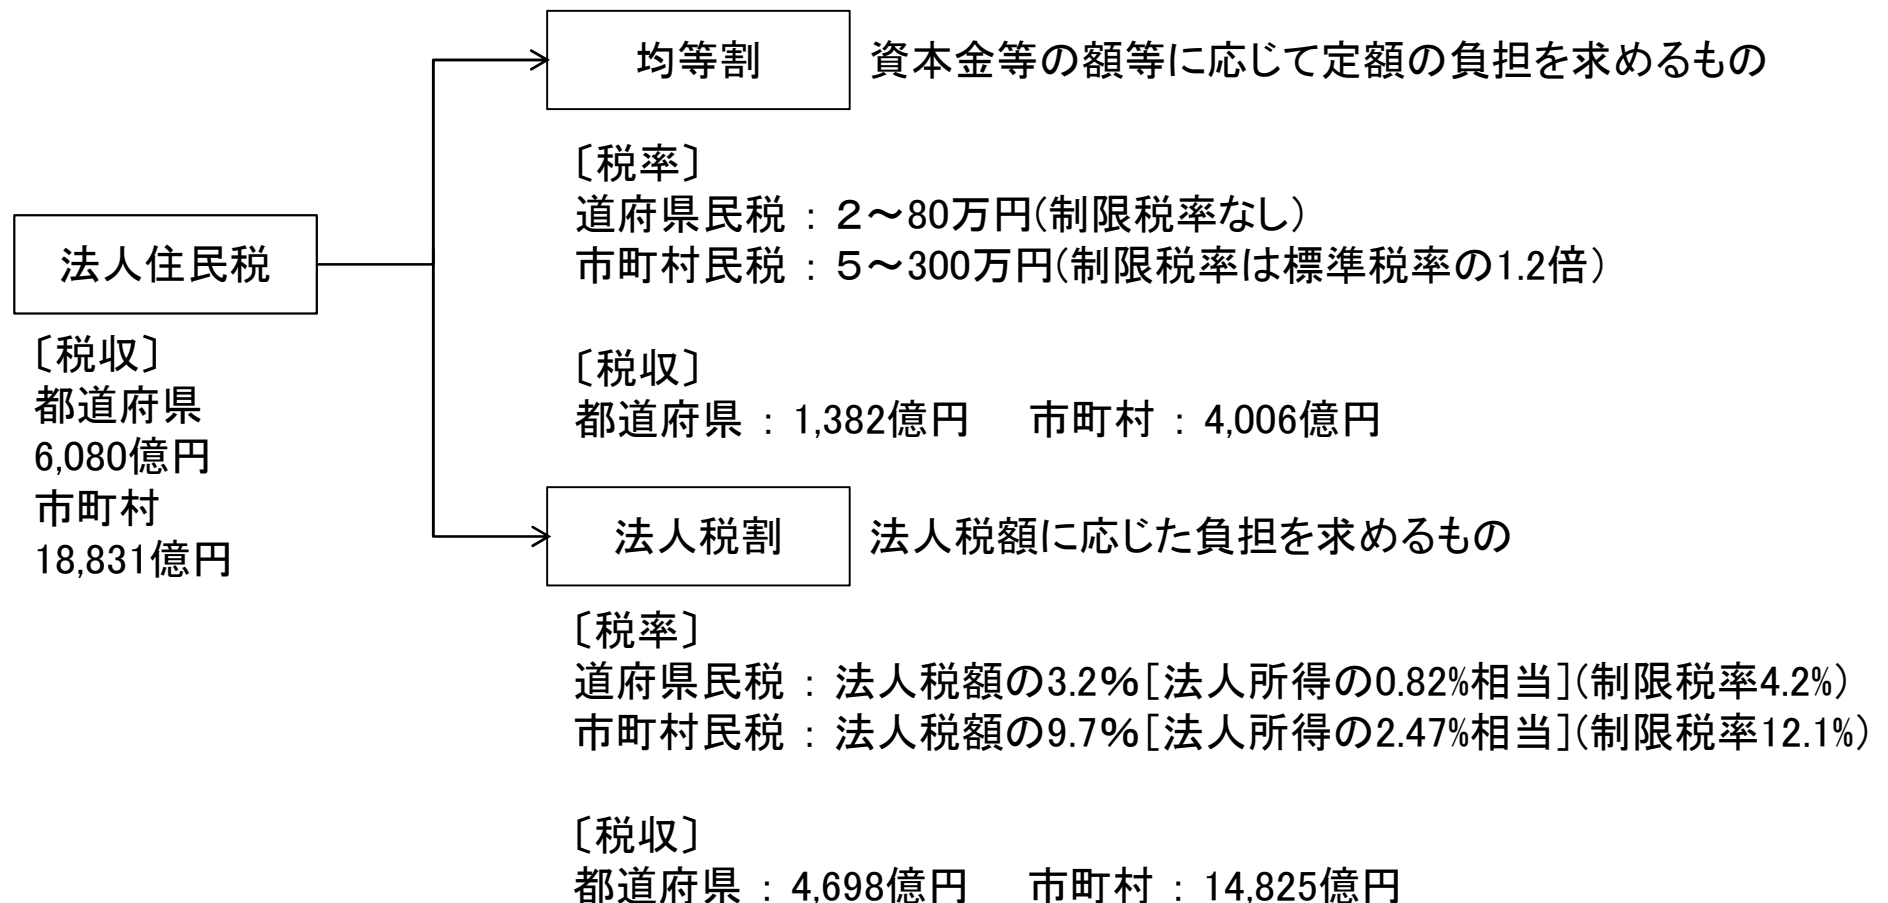 均等割
資本金等の額等に応じて定額の負担を求めるもの
〔税率〕
道府県民税 : 2～80万円(制限税率なし)
市町村民税 : 5～300万円(制限税率は標準税率の1.2倍)
〔税収〕
都道府県 : 1,382億円 市町村 : 4,006億円
法人住民税
〔税収〕
都道府県
6,080億円
市町村
18,831億円
法人税割
法人税額に応じた負担を求めるもの
〔税率〕
道府県民税 : 法人税額の3.2%[法人所得の0.82%相当](制限税率4.2%)
市町村民税 : 法人税額の9.7%[法人所得の2.47%相当](制限税率12.1%)
〔税収〕
都道府県 : 4,698億円 市町村 : 14,825億円